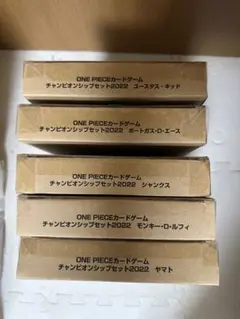 ONE PIECEカードゲーム
チャンピオンシップセット2022　ユースタス・キッド
ONE PIECEカードゲーム
チャンピオンシップセット2022　ポートガス・D・エース
ONE PIECEカードゲーム
チャンピオンシップセット2022　シャンクス
ONE PIECEカードゲーム
チャンピオンシップセット2022　モンキー・D・ルフィ
ONE PIECEカードゲーム
チャンピオンシップセット2022　ヤマト